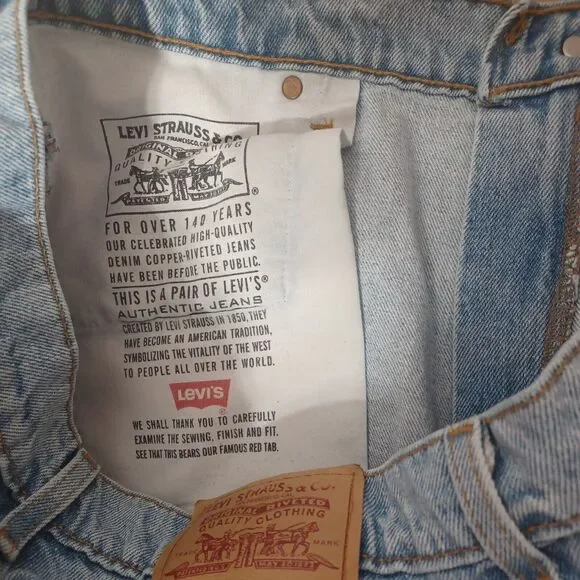 LEVI STRAUSS & CO.
SAN FRANCISCO, CAL
ORIGINAL THING
QUALITY
TRADE MARK
®
FOR OVER 140 YEARS
OUR CELEBRATED HIGH-QUALITY
DENIM COPPER-RIVETED JEANS
HAVE BEEN BEFORE THE PUBLIC.
THIS IS A PAIR OF LEVI'S®
AUTHENTIC JEANS
CREATED BY LEVI STRAUSS IN 1850, THEY
HAVE BECOME AN AMERICAN TRADITION,
SYMBOLIZING THE VITALITY OF THE WEST
TO PEOPLE ALL OVER THE WORLD.
LEVI'S
®
WE SHALL THANK YOU TO CAREFULLY
EXAMINE THE SEWING, FINISH AND FIT.
SEE THAT THIS BEARS OUR FAMOUS RED TAB.
LEVI STRAUSS & CO.
ORIGINAL RIVETED
QUALITY CLOTHING
TRADE MARK
MAY 20 1873